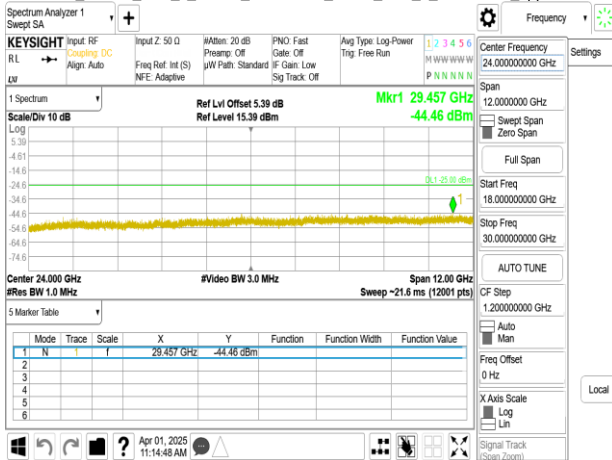 Spectrum Analyzer 1
Swept SA
+
Frequency
KEYSIGHT
RL
Input: RF
Coupling: DC
Align: Auto
Input Z: 50 Ω
Freq Ref: Int (S)
NFE: Adaptive
#Atten: 20 dB
Preamp: Off
µW Path: Standard
PNO: Fast
Gate: Off
IF Gain: Low
Sig Track: Off
Avg Type: Log-Power
Trig: Free Run
1 2 3 4 5 6
M W W W W W
P N N N N N
Center Frequency
24.000000000 GHz
Settings
Span
12.0000000 GHz
Swept Span
Zero Span
Full Span
Start Freq
18.000000000 GHz
Stop Freq
30.000000000 GHz
AUTO TUNE
CF Step
1.200000000 GHz
Auto
Man
Freq Offset
0 Hz
X Axis Scale
Log
Lin
Signal Track
(Span Zoom)
Local
1 Spectrum
Scale/Div 10 dB
Log
Ref Lvl Offset 5.39 dB
Ref Level 15.39 dBm
Mkr1 29.457 GHz
-44.46 dBm
5.39
-4.61
-14.6
-24.6
-34.6
-44.6
-54.6
-64.6
-74.6
DL1 -25.00 dBm
1
Center 24.000 GHz
#Res BW 1.0 MHz
#Video BW 3.0 MHz
Span 12.00 GHz
Sweep ~21.6 ms (12001 pts)
5 Marker Table
Mode Trace Scale X Y Function Function Width Function Value
1 N 1 f 29.457 GHz -44.46 dBm
2
3
4
5
6
?
Apr 01, 2025
11:14:48 AM